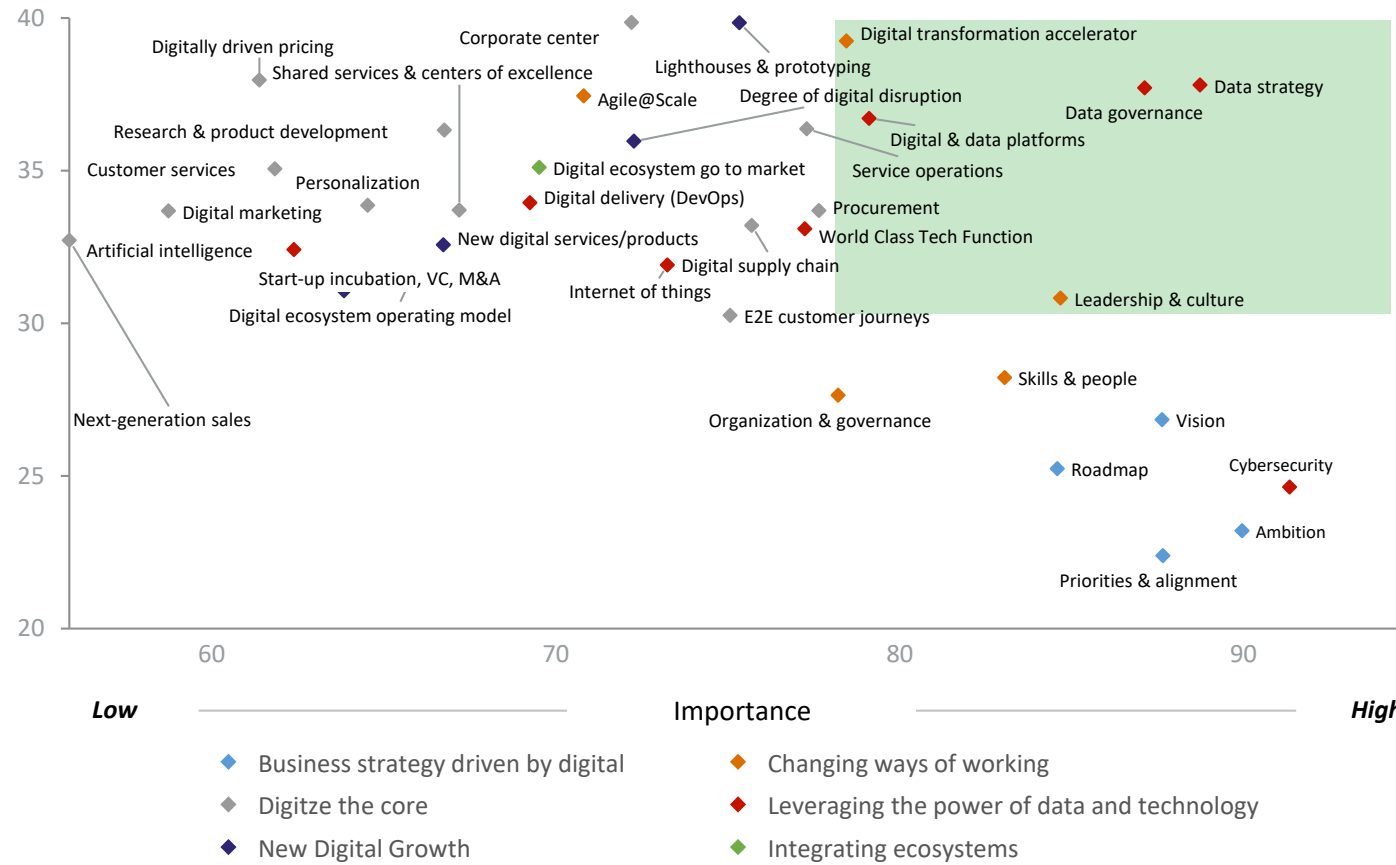 40
Digitally driven pricing
Corporate center
Digital transformation accelerator
Shared services & centers of excellence
Lighthouses & prototyping
Agile@Scale
Degree of digital disruption
Data strategy
Data governance
Research & product development
Digital & data platforms
35
Customer services
Digital ecosystem go to market
Service operations
Personalization
Digital marketing
Digital delivery (DevOps)
Procurement
Artificial intelligence
New digital services/products
World Class Tech Function
Start-up incubation, VC, M&A
Digital supply chain
Internet of things
Leadership & culture
30
Digital ecosystem operating model
E2E customer journeys
Skills & people
Next-generation sales
Organization & governance
Vision
25
Roadmap
Cybersecurity
Ambition
Priorities & alignment
20
60
70
80
90
Low
Importance
High
Business strategy driven by digital
Changing ways of working
Digitze the core
Leveraging the power of data and technology
New Digital Growth
Integrating ecosystems